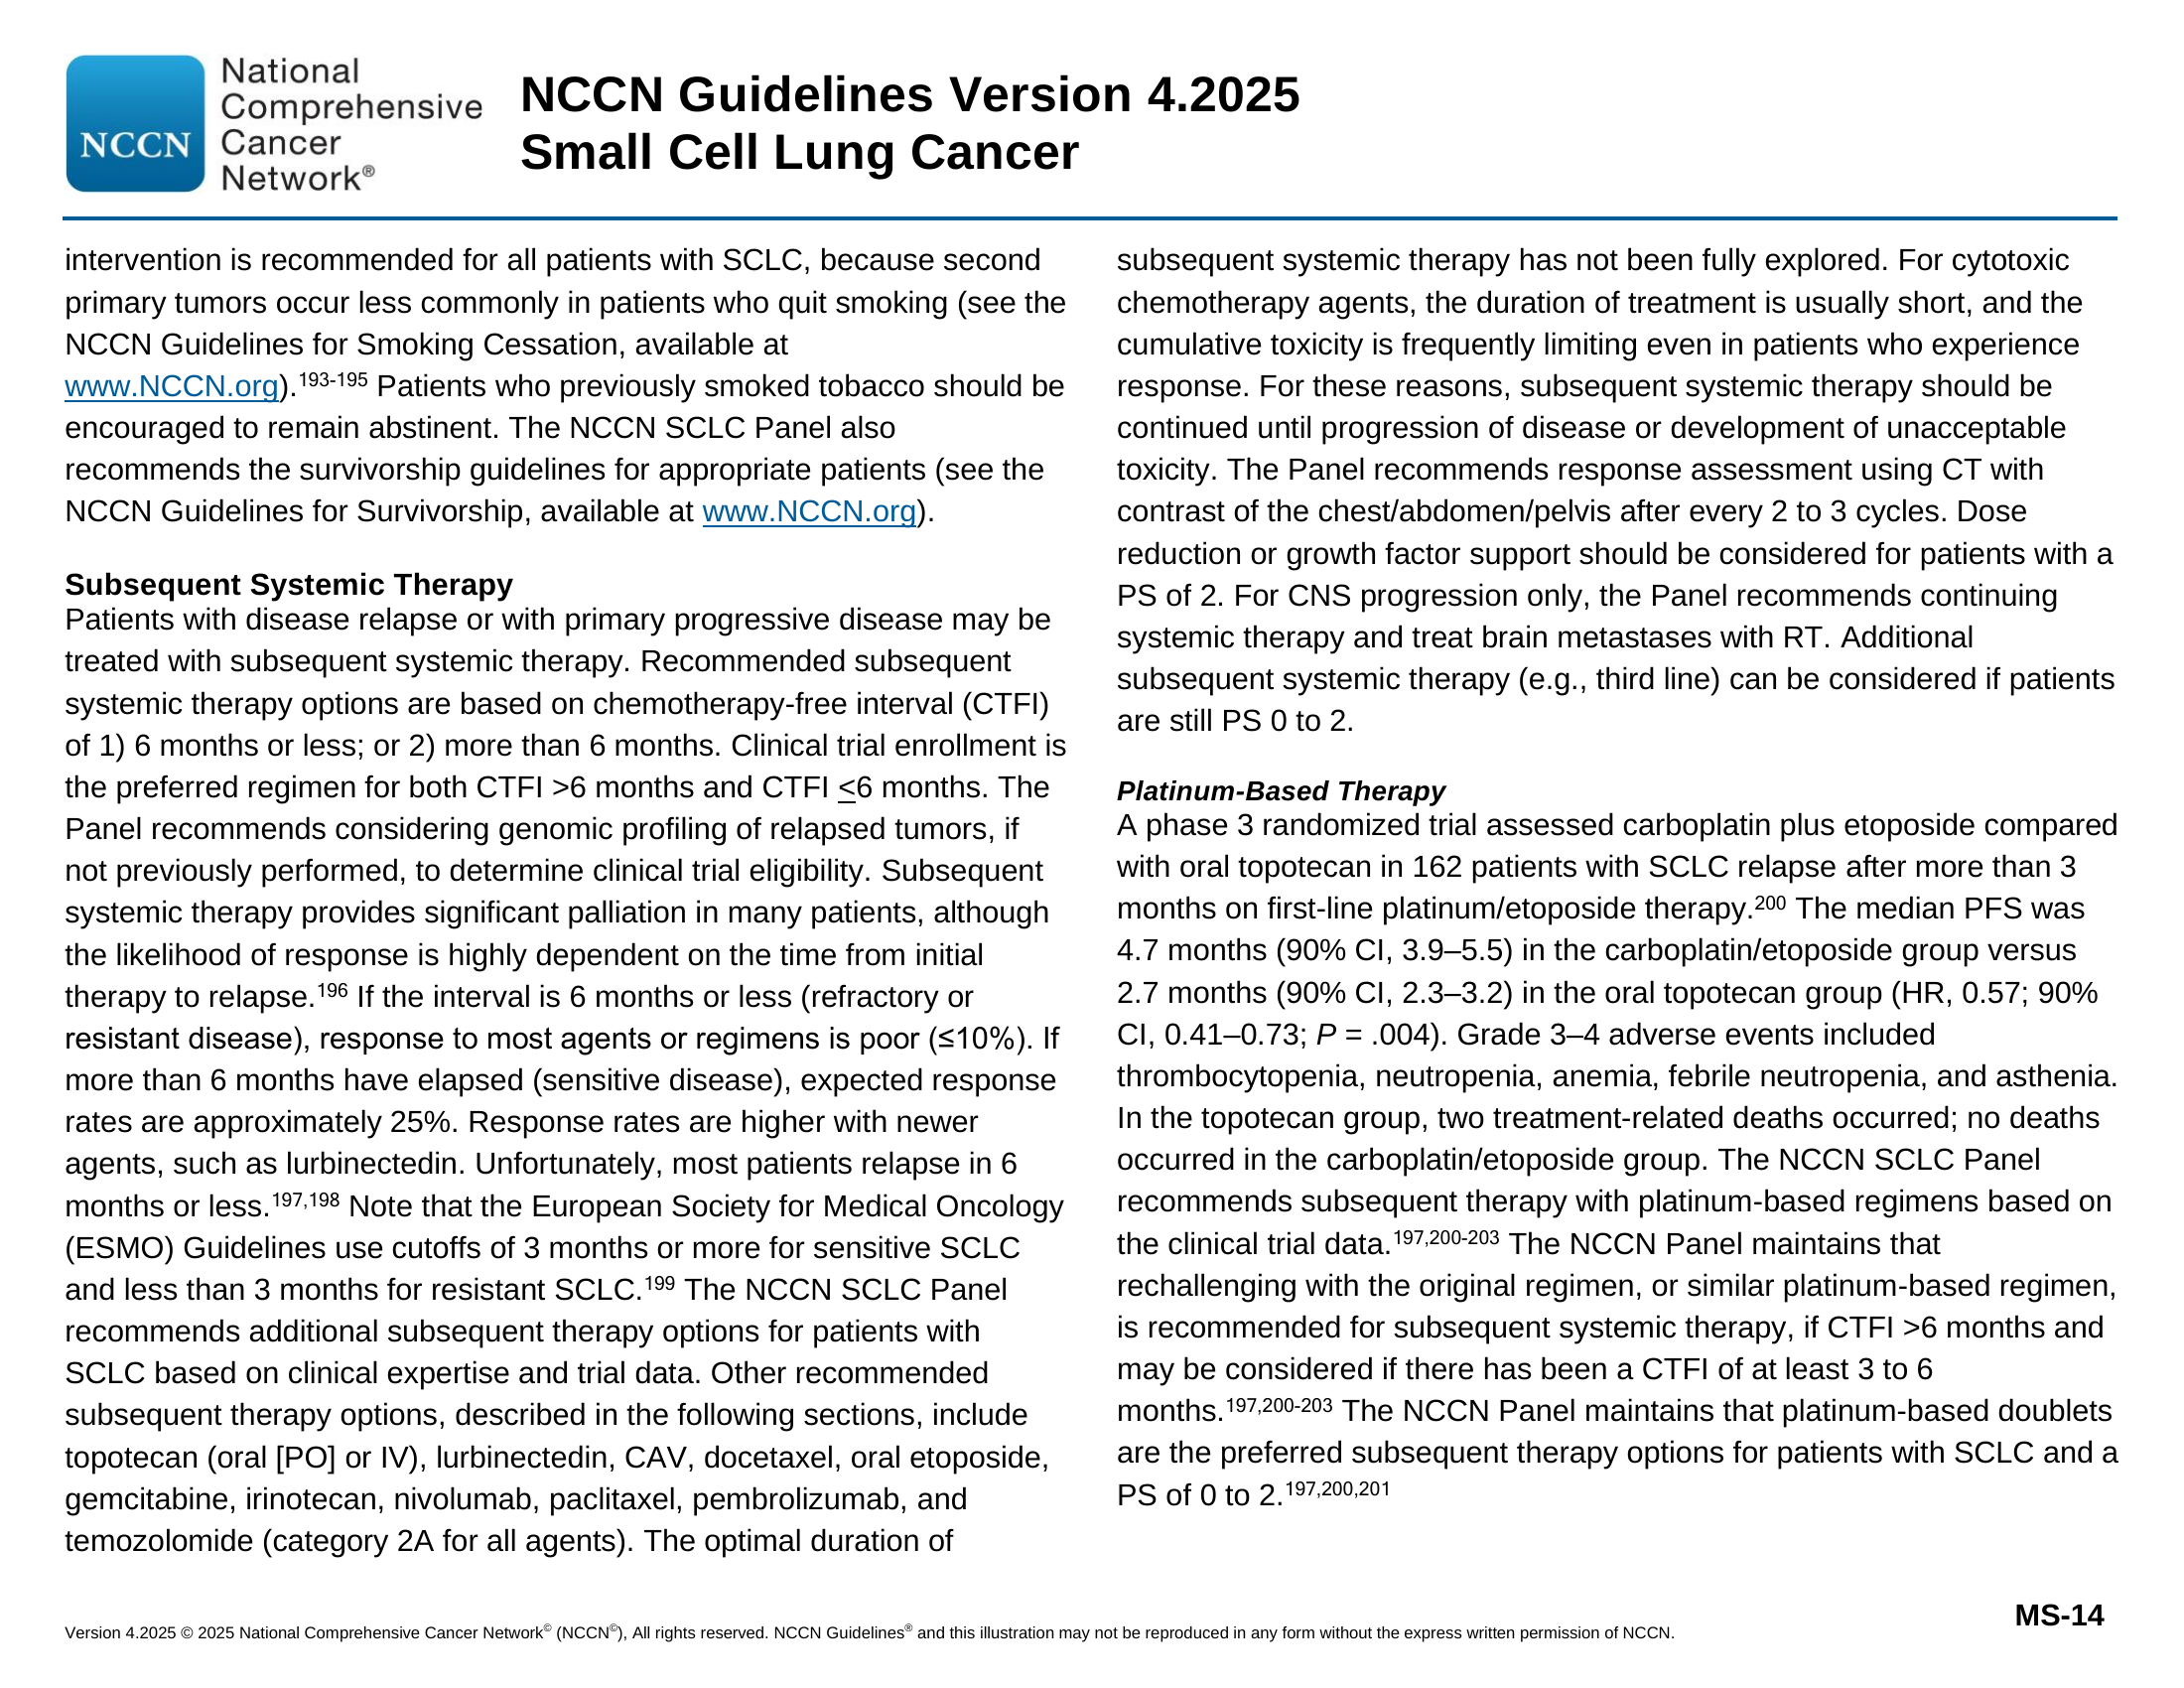 NCCN
National
Comprehensive
Cancer
Network®
NCCN Guidelines Version 4.2025
Small Cell Lung Cancer
intervention is recommended for all patients with SCLC, because second
primary tumors occur less commonly in patients who quit smoking (see the
NCCN Guidelines for Smoking Cessation, available at
www.NCCN.org).193-195 Patients who previously smoked tobacco should be
encouraged to remain abstinent. The NCCN SCLC Panel also
recommends the survivorship guidelines for appropriate patients (see the
NCCN Guidelines for Survivorship, available at www.NCCN.org).
Subsequent Systemic Therapy
Patients with disease relapse or with primary progressive disease may be
treated with subsequent systemic therapy. Recommended subsequent
systemic therapy options are based on chemotherapy-free interval (CTFI)
of 1) 6 months or less; or 2) more than 6 months. Clinical trial enrollment is
the preferred regimen for both CTFI >6 months and CTFI <6 months. The
Panel recommends considering genomic profiling of relapsed tumors, if
not previously performed, to determine clinical trial eligibility. Subsequent
systemic therapy provides significant palliation in many patients, although
the likelihood of response is highly dependent on the time from initial
therapy to relapse.196 If the interval is 6 months or less (refractory or
resistant disease), response to most agents or regimens is poor (≤10%). If
more than 6 months have elapsed (sensitive disease), expected response
rates are approximately 25%. Response rates are higher with newer
agents, such as lurbinectedin. Unfortunately, most patients relapse in 6
months or less.197,198 Note that the European Society for Medical Oncology
(ESMO) Guidelines use cutoffs of 3 months or more for sensitive SCLC
and less than 3 months for resistant SCLC.199 The NCCN SCLC Panel
recommends additional subsequent therapy options for patients with
SCLC based on clinical expertise and trial data. Other recommended
subsequent therapy options, described in the following sections, include
topotecan (oral [PO] or IV), lurbinectedin, CAV, docetaxel, oral etoposide,
gemcitabine, irinotecan, nivolumab, paclitaxel, pembrolizumab, and
temozolomide (category 2A for all agents). The optimal duration of
subsequent systemic therapy has not been fully explored. For cytotoxic
chemotherapy agents, the duration of treatment is usually short, and the
cumulative toxicity is frequently limiting even in patients who experience
response. For these reasons, subsequent systemic therapy should be
continued until progression of disease or development of unacceptable
toxicity. The Panel recommends response assessment using CT with
contrast of the chest/abdomen/pelvis after every 2 to 3 cycles. Dose
reduction or growth factor support should be considered for patients with a
PS of 2. For CNS progression only, the Panel recommends continuing
systemic therapy and treat brain metastases with RT. Additional
subsequent systemic therapy (e.g., third line) can be considered if patients
are still PS 0 to 2.
Platinum-Based Therapy
A phase 3 randomized trial assessed carboplatin plus etoposide compared
with oral topotecan in 162 patients with SCLC relapse after more than 3
months on first-line platinum/etoposide therapy.200 The median PFS was
4.7 months (90% CI, 3.9–5.5) in the carboplatin/etoposide group versus
2.7 months (90% CI, 2.3–3.2) in the oral topotecan group (HR, 0.57; 90%
CI, 0.41–0.73; P = .004). Grade 3–4 adverse events included
thrombocytopenia, neutropenia, anemia, febrile neutropenia, and asthenia.
In the topotecan group, two treatment-related deaths occurred; no deaths
occurred in the carboplatin/etoposide group. The NCCN SCLC Panel
recommends subsequent therapy with platinum-based regimens based on
the clinical trial data.197,200-203 The NCCN Panel maintains that
rechallenging with the original regimen, or similar platinum-based regimen,
is recommended for subsequent systemic therapy, if CTFI >6 months and
may be considered if there has been a CTFI of at least 3 to 6
months.197,200-203 The NCCN Panel maintains that platinum-based doublets
are the preferred subsequent therapy options for patients with SCLC and a
PS of 0 to 2.197,200,201
MS-14
Version 4.2025 © 2025 National Comprehensive Cancer Network© (NCCN©), All rights reserved. NCCN Guidelines® and this illustration may not be reproduced in any form without the express written permission of NCCN.